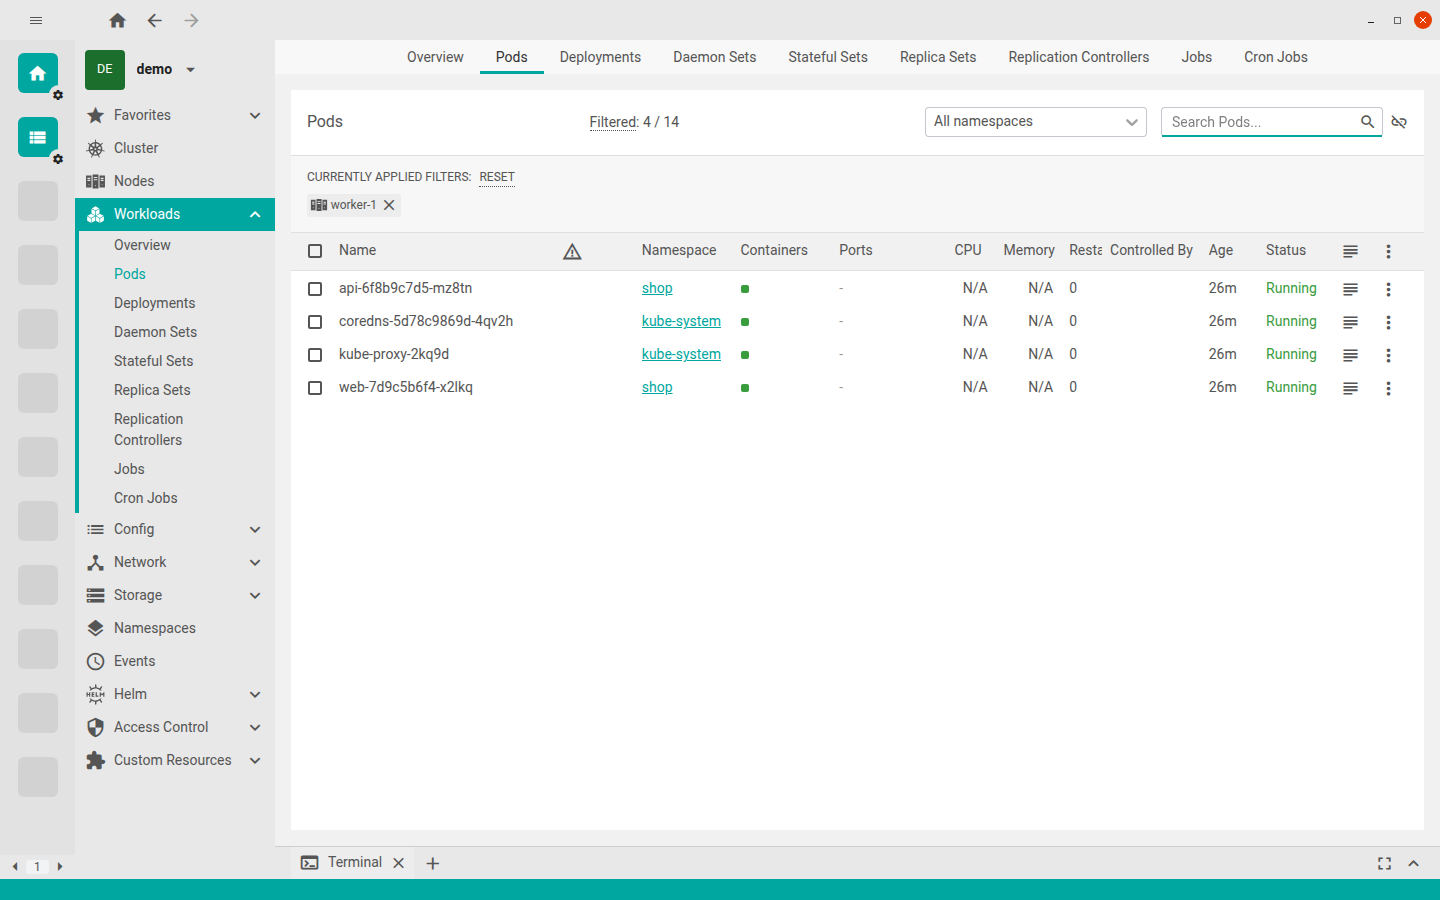 DE demo
Favorites
Cluster
Nodes
Workloads
Overview
Pods
Deployments
Daemon Sets
Stateful Sets
Replica Sets
Replication
Controllers
Jobs
Cron Jobs
Config
Network
Storage
Namespaces
Events
HELM Helm
Access Control
Custom Resources
1
Overview Pods Deployments Daemon Sets Stateful Sets Replica Sets Replication Controllers Jobs Cron Jobs
Pods Filtered: 4 / 14 All namespaces Search Pods...
CURRENTLY APPLIED FILTERS: RESET
worker-1
Name Namespace Containers Ports CPU Memory Resta Controlled By Age Status
api-6f8b9c7d5-mz8tn shop - N/A N/A 0 26m Running
coredns-5d78c9869d-4qv2h kube-system - N/A N/A 0 26m Running
kube-proxy-2kq9d kube-system - N/A N/A 0 26m Running
web-7d9c5b6f4-x2lkq shop - N/A N/A 0 26m Running
Terminal